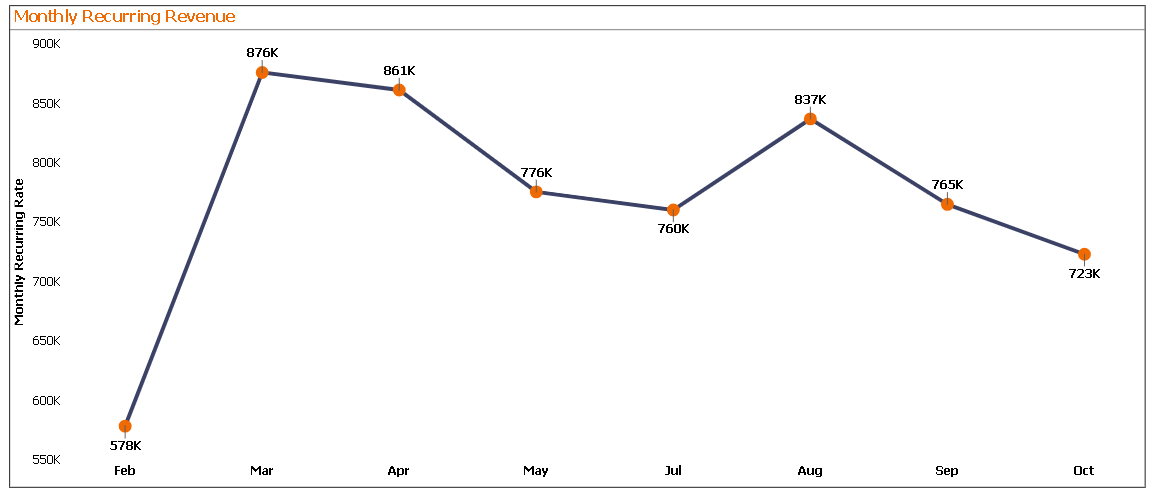 Monthly Recurring Revenue
900K
850K
800K
750K
700K
650K
600K
550K
Monthly Recurring Rate
578K
876K
861K
776K
760K
837K
765K
723K
Feb Mar Apr May Jul Aug Sep Oct